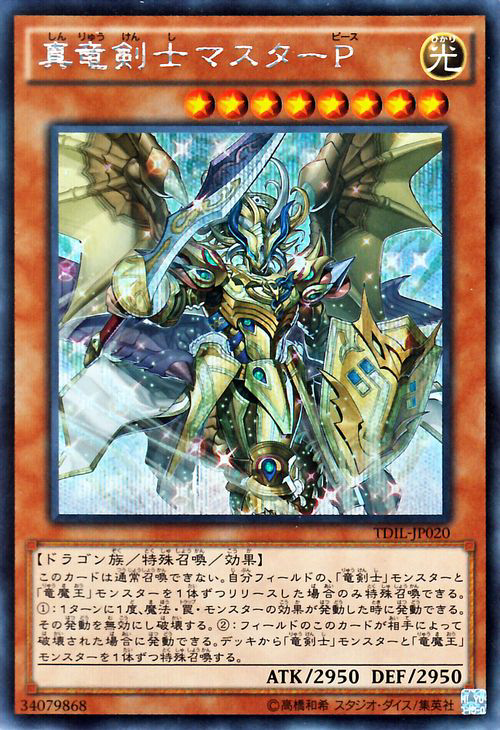 真竜剣士マスターP
光
TDIL-JP020
【ドラゴン族／特殊召喚／効果】
このカードは通常召喚できない。自分フィールドの、「竜剣士」モンスターと
「竜魔王」モンスターを１体ずつリリースした場合のみ特殊召喚できる。
①：１ターンに１度、魔法・罠・モンスターの効果が発動した時に発動できる。
その発動を無効にし破壊する。②：フィールドのこのカードが相手によって
破壊された場合に発動できる。デッキから「竜剣士」モンスターと「竜魔王」
モンスターを１体ずつ特殊召喚する。
ATK/2950 DEF/2950
34079868
©高橋和希 スタジオ・ダイス/集英社